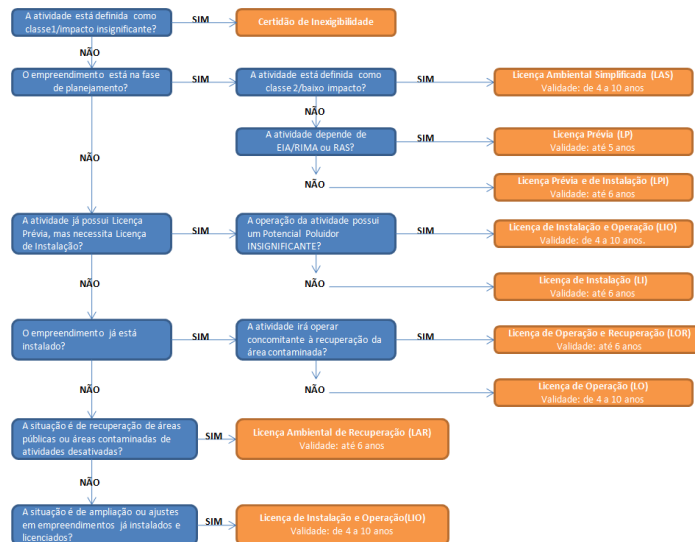 A atividade está definida como
classe1/impacto insignificante?
SIM
Certidão de Inexigibilidade
NÃO
O empreendimento está na fase
de planejamento?
SIM
A atividade está definida como
classe 2/baixo impacto?
SIM
Licença Ambiental Simplificada (LAS)
Validade: de 4 a 10 anos
NÃO
A atividade depende de
EIA/RIMA ou RAS?
SIM
Licença Prévia (LP)
Validade: até 5 anos
NÃO
NÃO
Licença Prévia e de Instalação (LPI)
Validade: até 6 anos
A atividade já possui Licença
Prévia, mas necessita Licença
de Instalação?
SIM
A operação da atividade possui
um Potencial Poluidor
INSIGNIFICANTE?
SIM
Licença de Instalação e Operação (LIO)
Validade: de 4 a 10 anos.
NÃO
NÃO
Licença de Instalação (LI)
Validade: até 6 anos
O empreendimento já está
instalado?
SIM
A atividade irá operar
concomitante à recuperação da
área contaminada?
SIM
Licença de Operação e Recuperação (LOR)
Validade: até 6 anos
NÃO
NÃO
Licença de Operação (LO)
Validade: de 4 a 10 anos
A situação é de recuperação de áreas
públicas ou áreas contaminadas de
atividades desativadas?
SIM
Licença Ambiental de Recuperação (LAR)
Validade: até 6 anos
NÃO
A situação é de ampliação ou ajustes
em empreendimentos já instalados e
licenciados?
SIM
Licença de Instalação e Operação(LIO)
Validade: de 4 a 10 anos